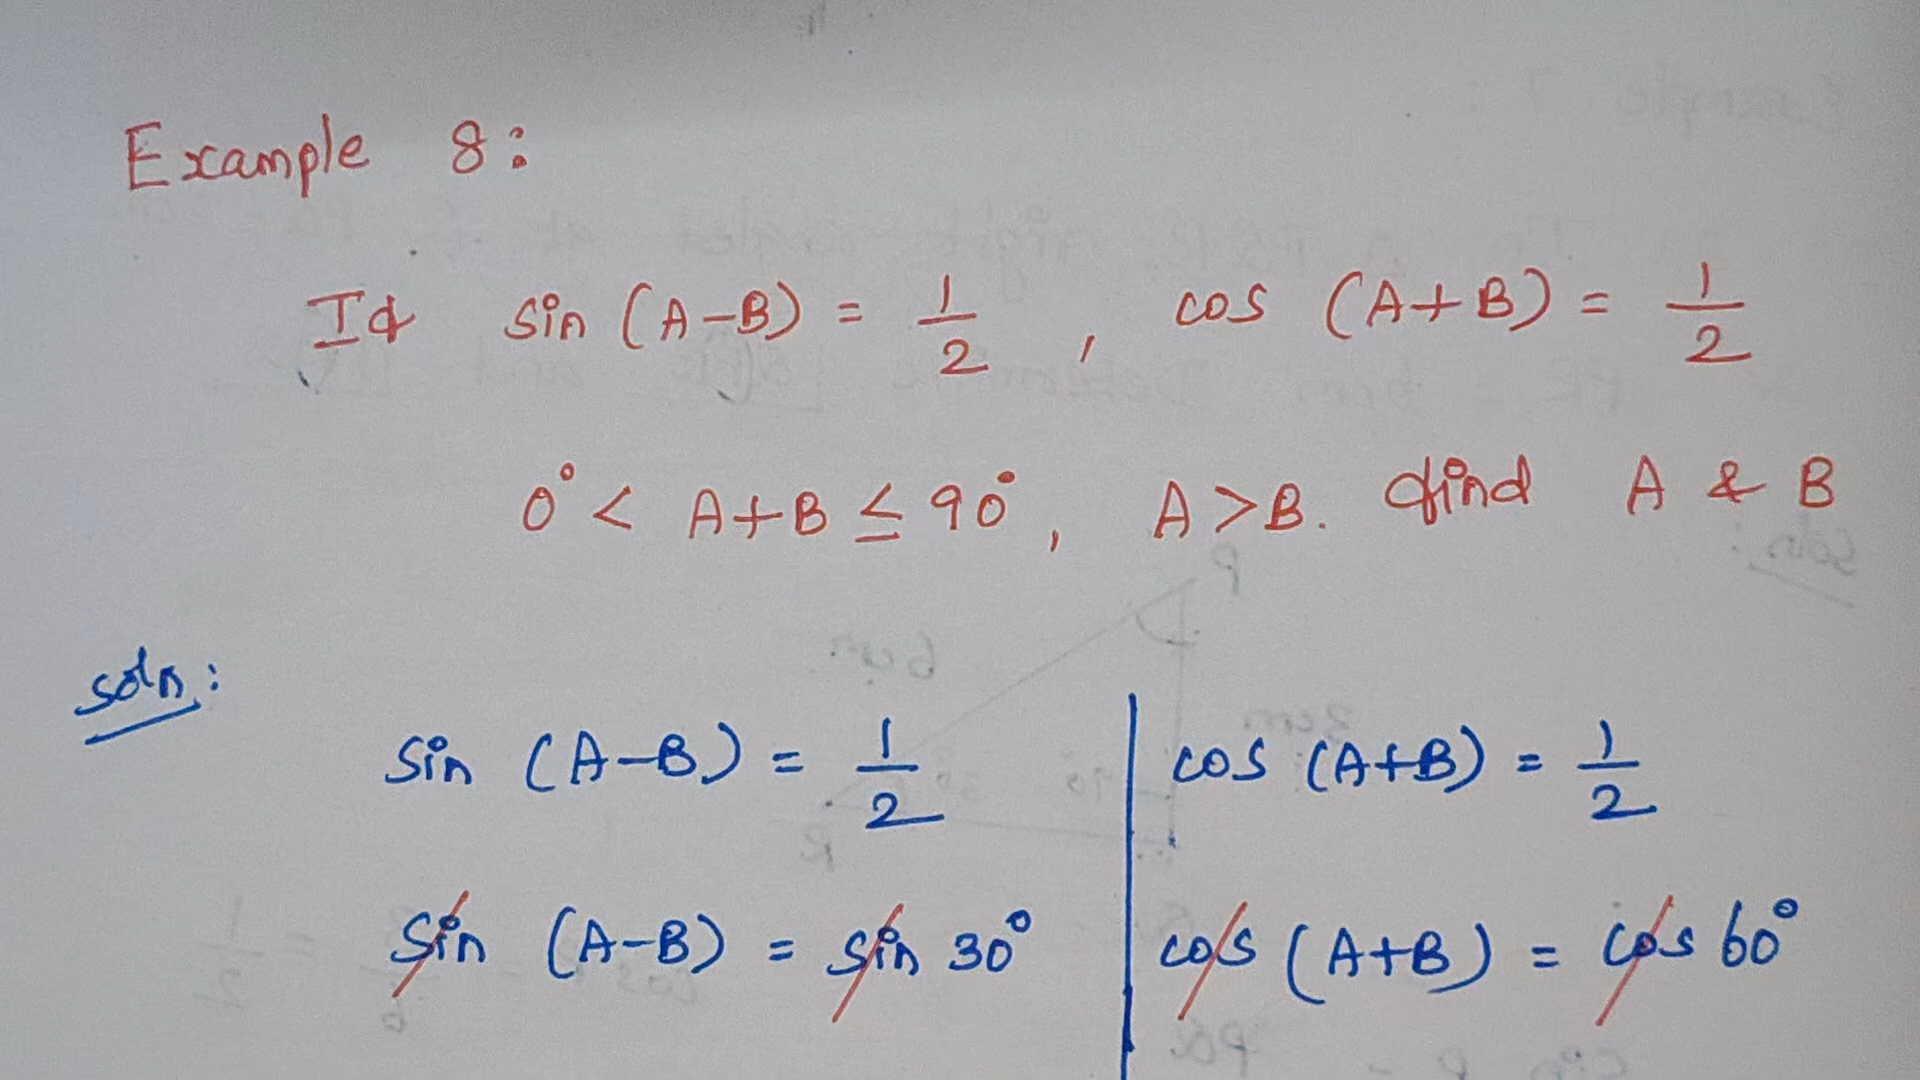 Example 8:
If sin (A-B) = 1/2 , cos (A+B) = 1/2
0° < A+B ≤ 90°, A>B. find A & B
soln:
sin (A-B) = 1/2 | cos (A+B) = 1/2
sin (A-B) = sin 30° | cos (A+B) = cos 60°